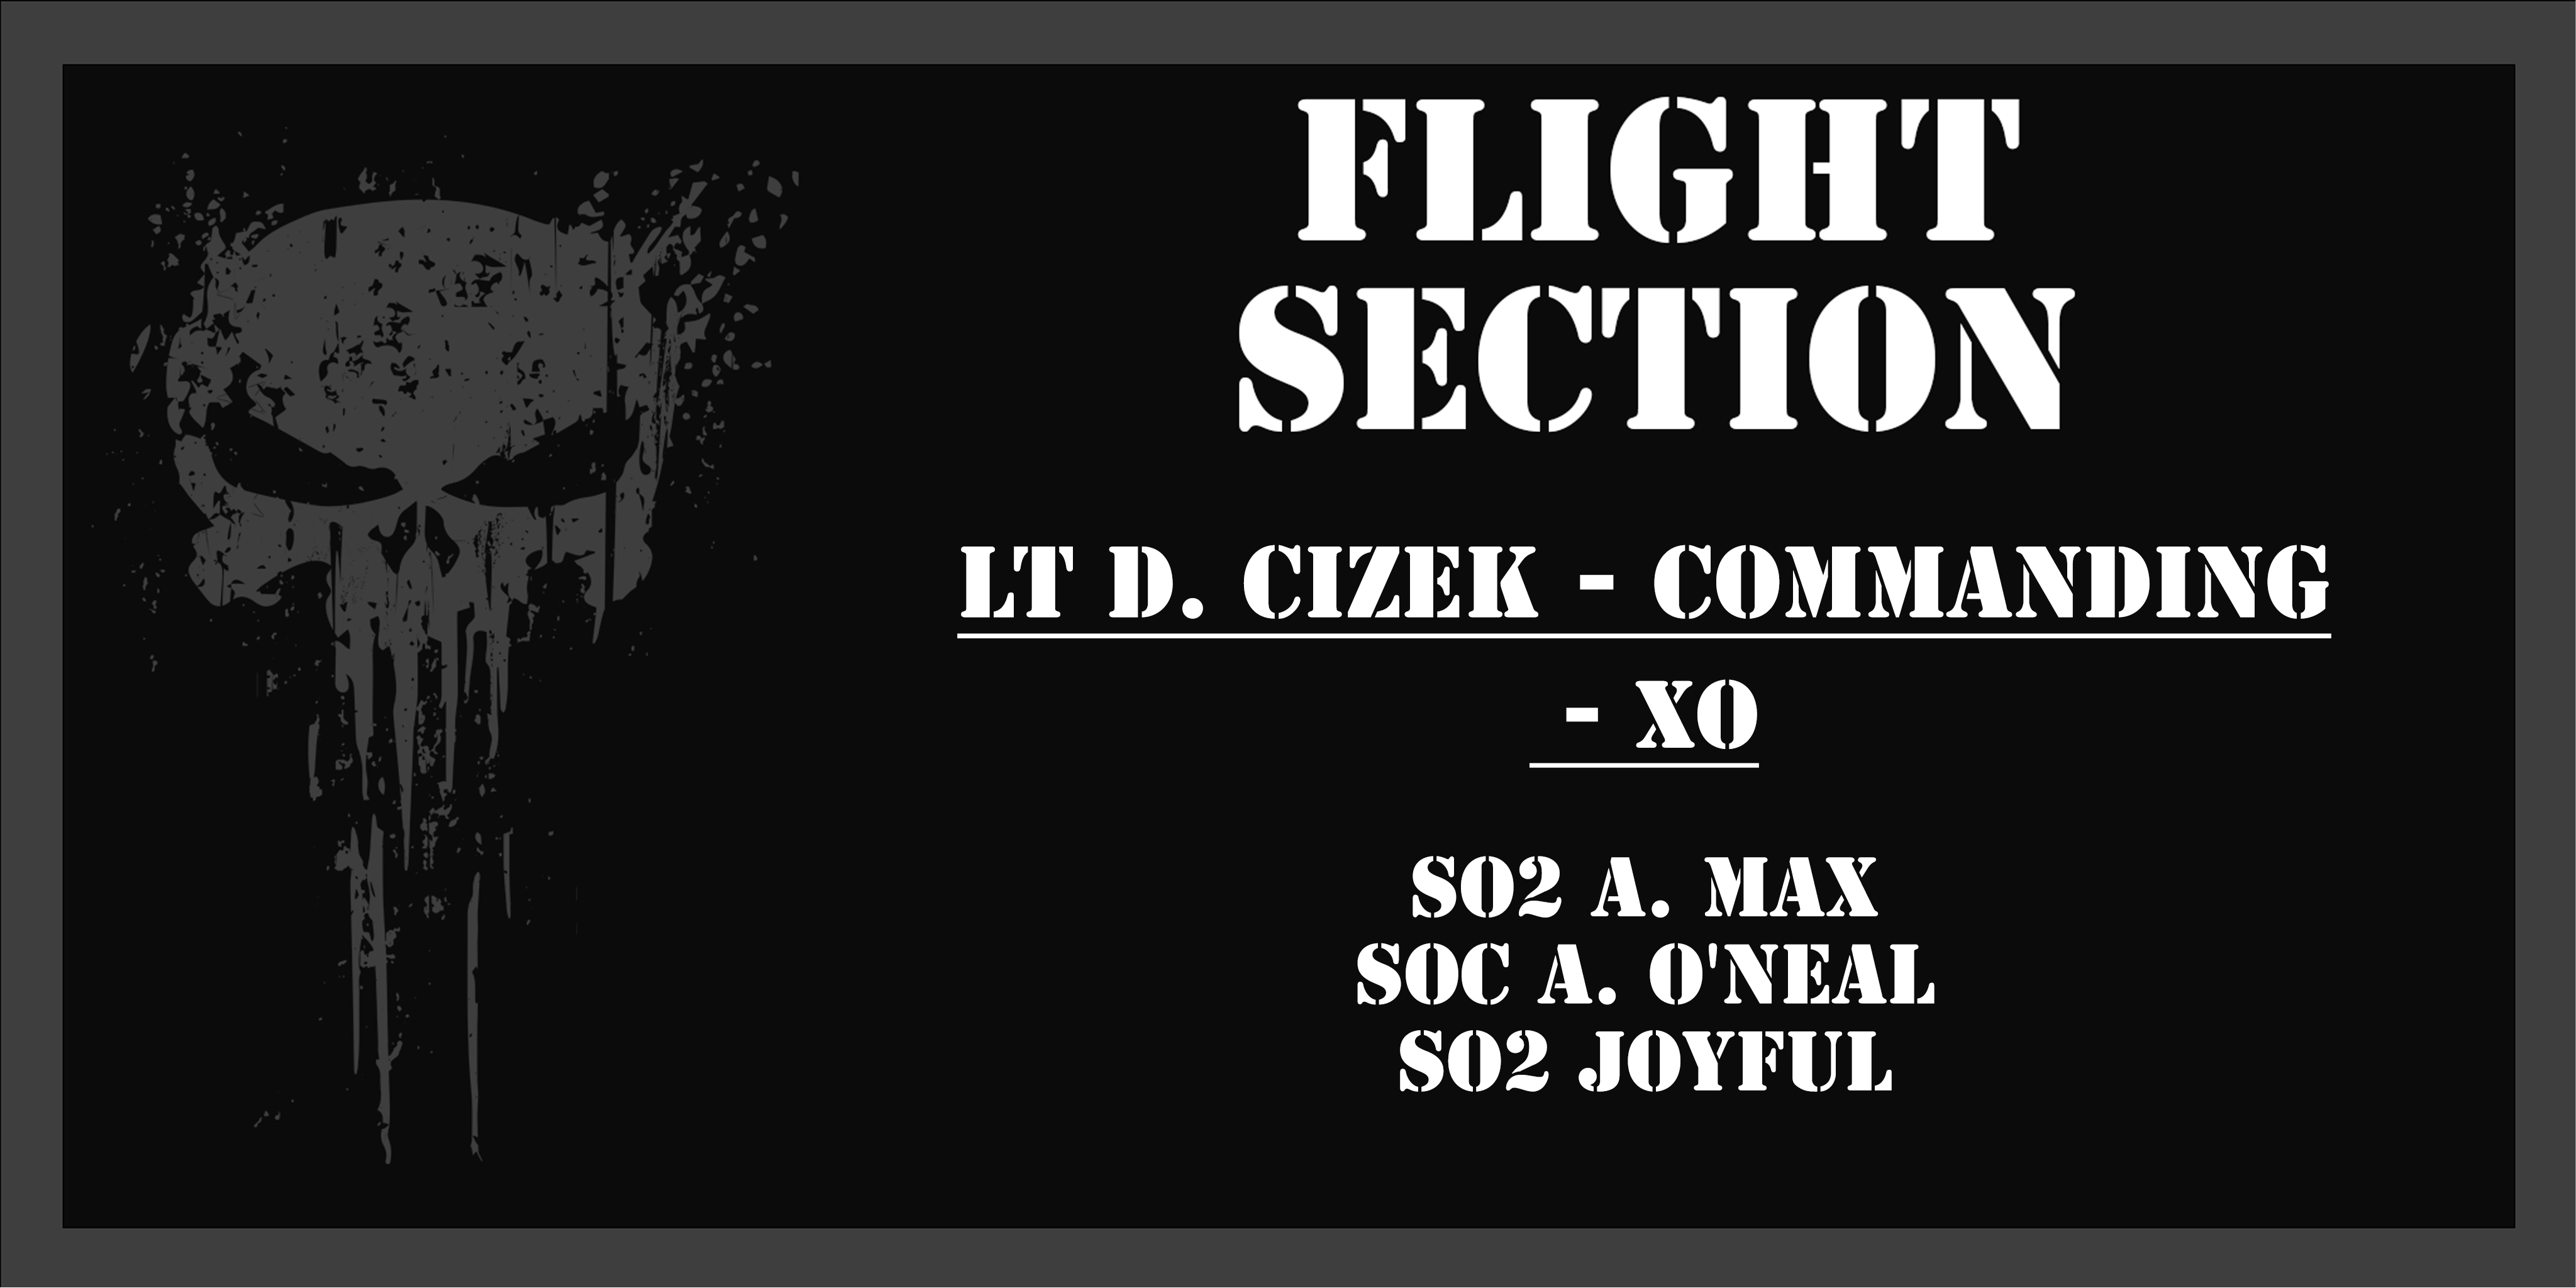 FLIGHT
SECTION
LT D. CIZEK - COMMANDING
- XO
SO2 A. MAX
SOC A. O'NEAL
SO2 JOYFUL